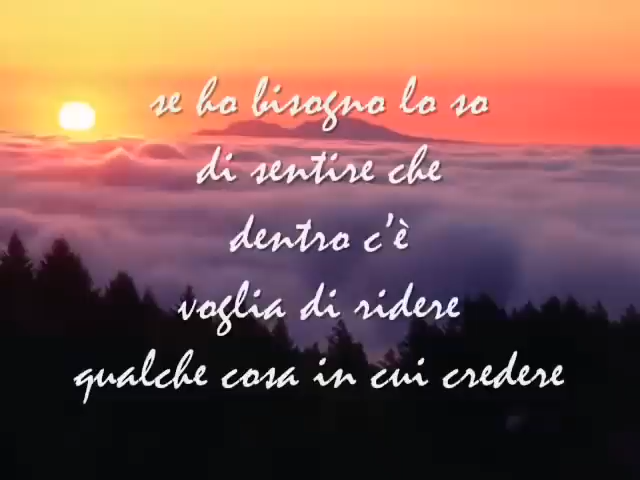 se ho bisogno lo so
di sentire che
dentro c'è
voglia di ridere
qualche cosa in cui credere